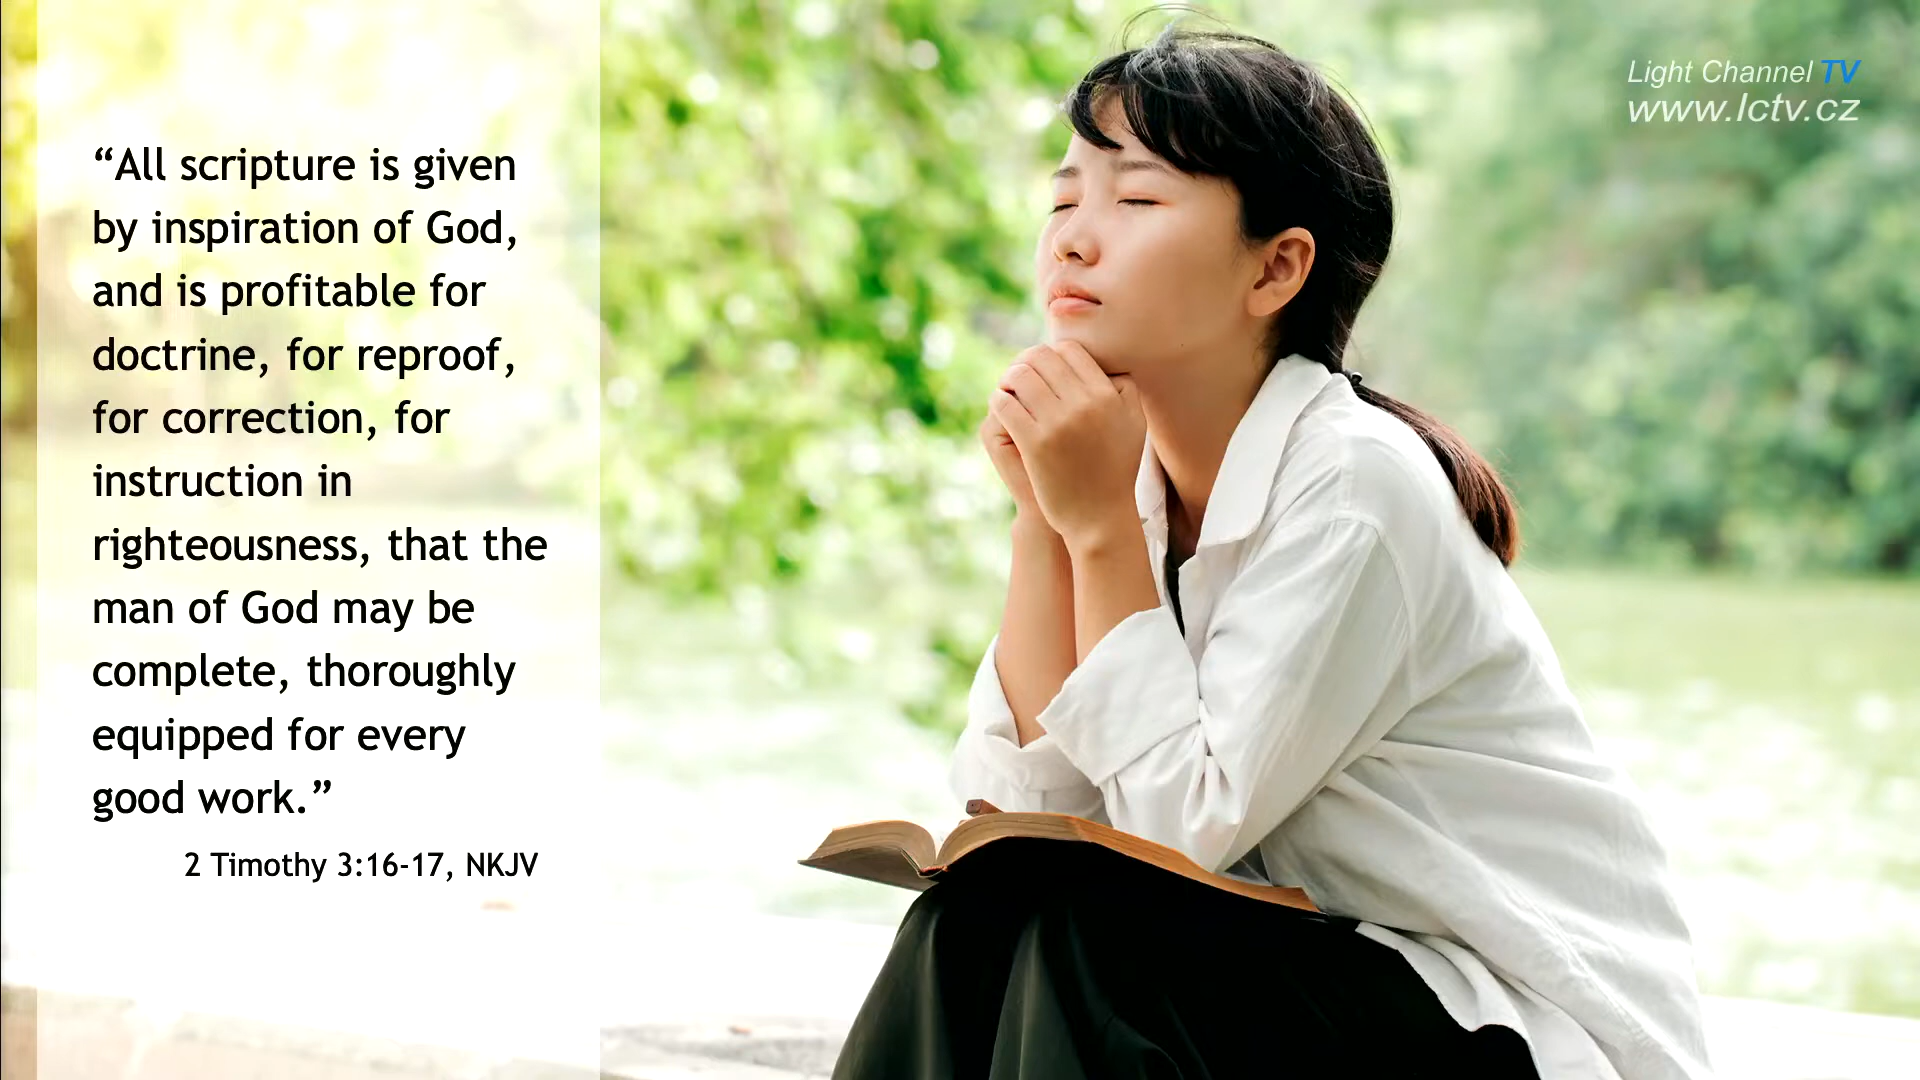 “All scripture is given
by inspiration of God,
and is profitable for
doctrine, for reproof,
for correction, for
instruction in
righteousness, that the
man of God may be
complete, thoroughly
equipped for every
good work.”
2 Timothy 3:16-17, NKJV
Light Channel TV
www.lctv.cz